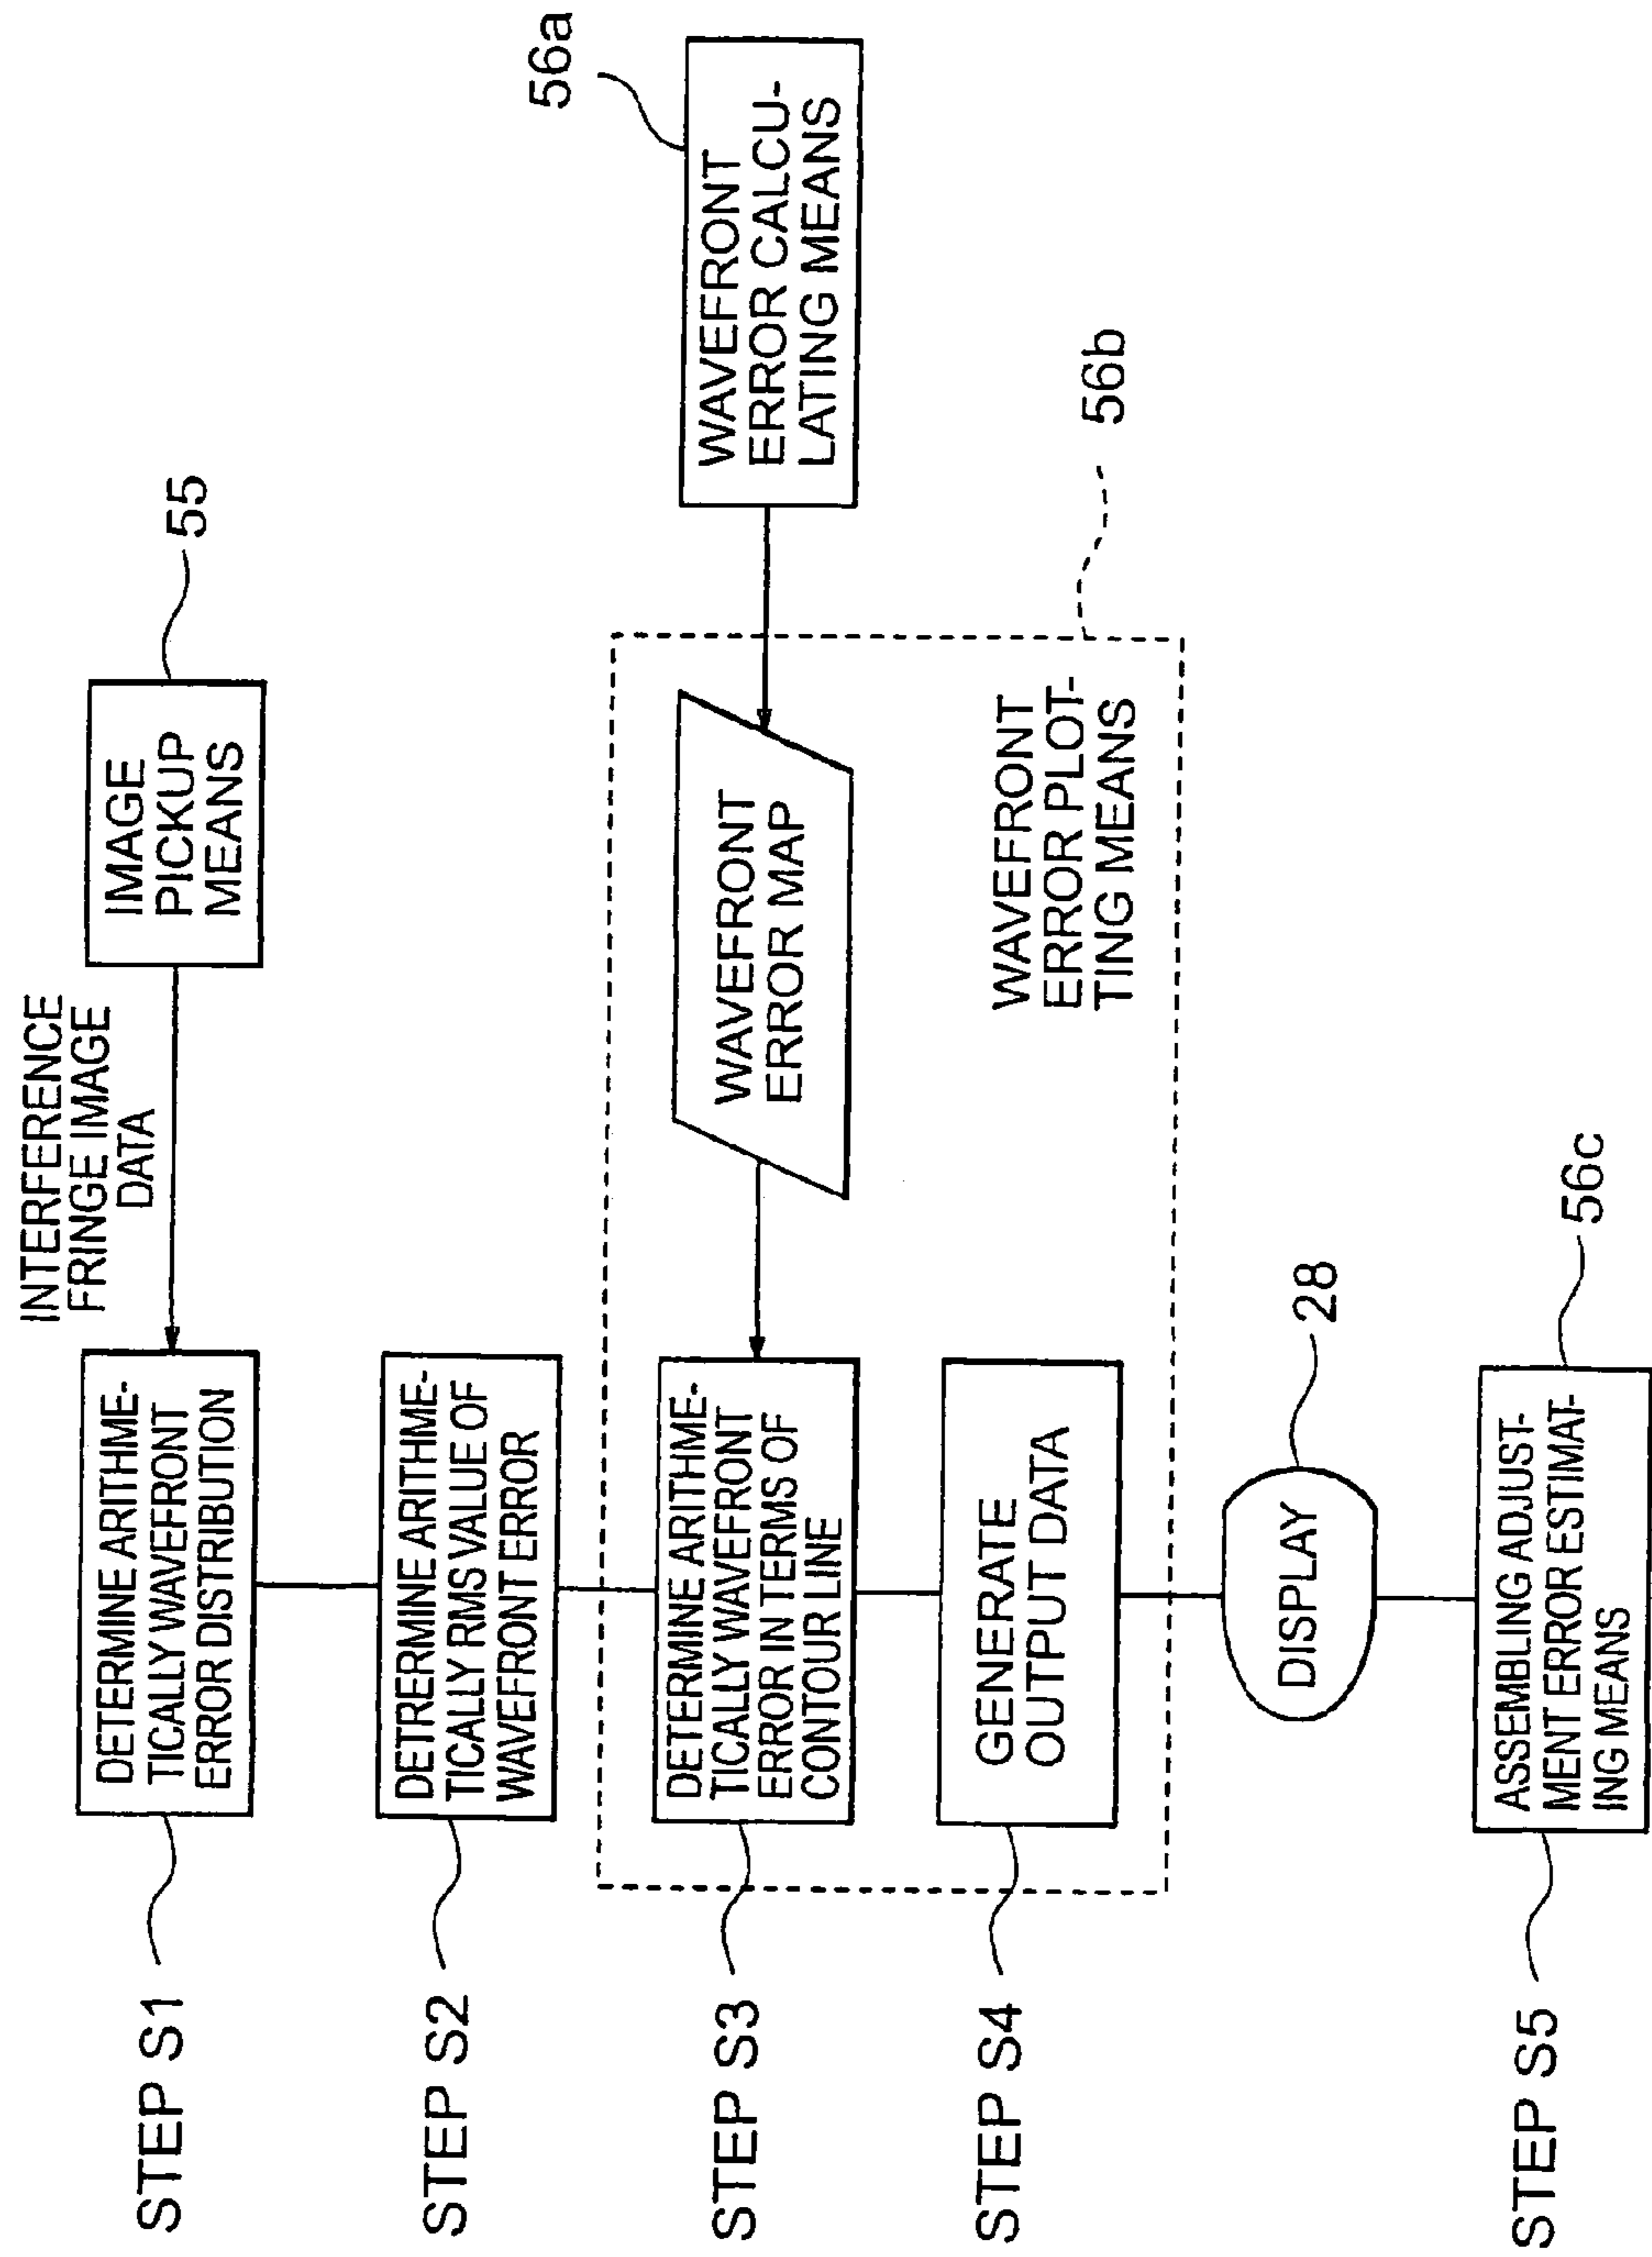 INTERFERENCE
FRINGE IMAGE
DATA
IMAGE
PICKUP
MEANS
55
STEP S1
DETERMINE ARITHME-
TICALLY WAVEFRONT
ERROR DISTRIBUTION
STEP S2
DETRERMINE ARITHME-
TICALLY RMS VALUE OF
WAVEFRONT ERROR
STEP S3
DETERMINE ARITHME-
TICALLY WAVEFRONT
ERROR IN TERMS OF
CONTOUR LINE
WAVEFRONT
ERROR MAP
WAVEFRONT
ERROR CALCU-
LATING MEANS
56a
STEP S4
GENERATE
OUTPUT DATA
WAVEFRONT
ERROR PLOT-
TING MEANS
56b
DISPLAY
28
STEP S5
ASSEMBLING ADJUST-
MENT ERROR ESTIMAT-
ING MEANS
56c